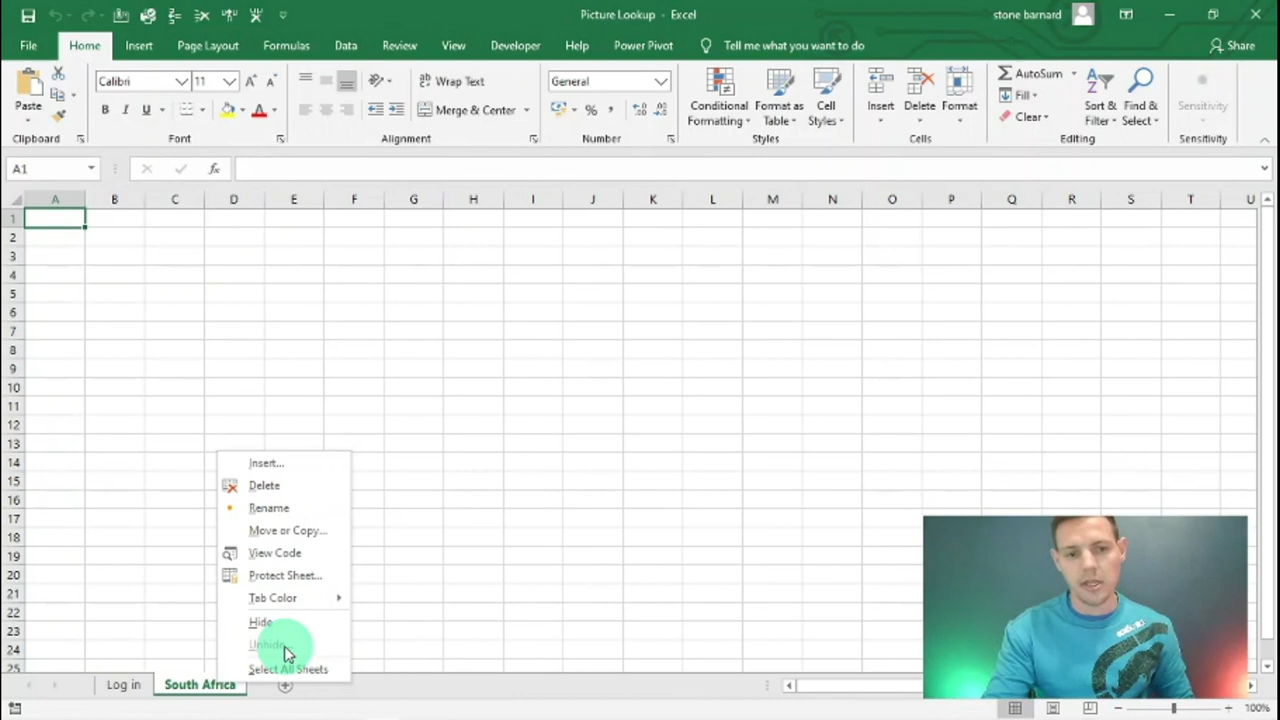 Picture Lookup - Excel
stone barnard
File Home Insert Page Layout Formulas Data Review View Developer Help Power Pivot Tell me what you want to do Share
Paste
Calibri 11
B I U
Wrap Text
Merge & Center
General
Conditional Formatting
Format as Table
Cell Styles
Insert
Delete
Format
AutoSum
Fill
Clear
Sort & Filter
Find & Select
Sensitivity
Clipboard Font Alignment Number Styles Cells Editing Sensitivity
A1 fx
A B C D E F G H I J K L M N O P Q R S T U
1
2
3
4
5
6
7
8
9
10
11
12
13
14
15
16
17
18
19
20
21
22
23
24
25
Insert...
Delete
Rename
Move or Copy...
View Code
Protect Sheet...
Tab Color
Hide
Unhide
Select All Sheets
Log in South Africa
100%